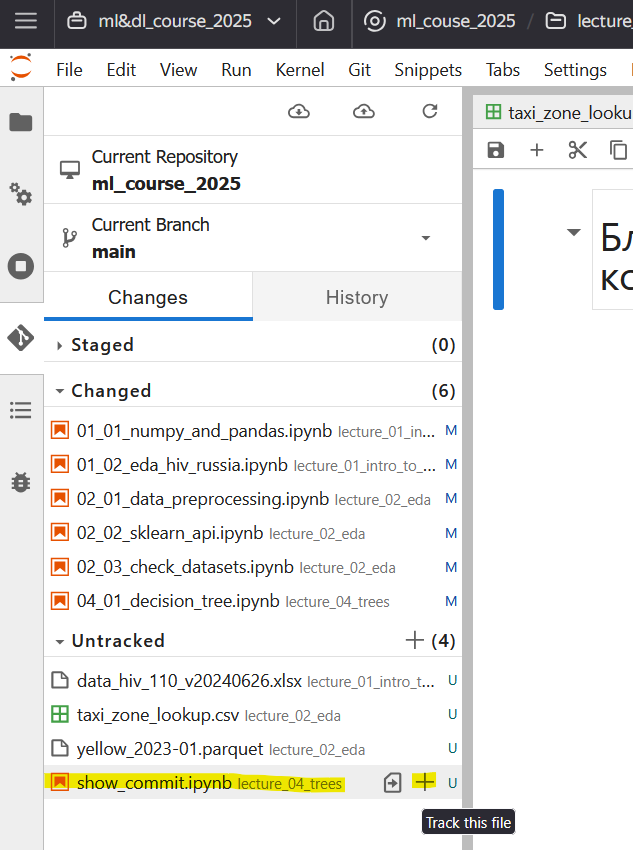 ml&dl_course_2025 ml_couse_2025 / lecture_
File Edit View Run Kernel Git Snippets Tabs Settings
taxi_zone_looku
Current Repository
ml_course_2025
Current Branch
main
Бл
ко
Changes History
Staged (0)
Changed (6)
01_01_numpy_and_pandas.ipynb lecture_01_in... M
01_02_eda_hiv_russia.ipynb lecture_01_intro_to_... M
02_01_data_preprocessing.ipynb lecture_02_eda M
02_02_sklearn_api.ipynb lecture_02_eda M
02_03_check_datasets.ipynb lecture_02_eda M
04_01_decision_tree.ipynb lecture_04_trees M
Untracked (4)
data_hiv_110_v20240626.xlsx lecture_01_intro_t... U
taxi_zone_lookup.csv lecture_02_eda U
yellow_2023-01.parquet lecture_02_eda U
show_commit.ipynb lecture_04_trees U
Track this file